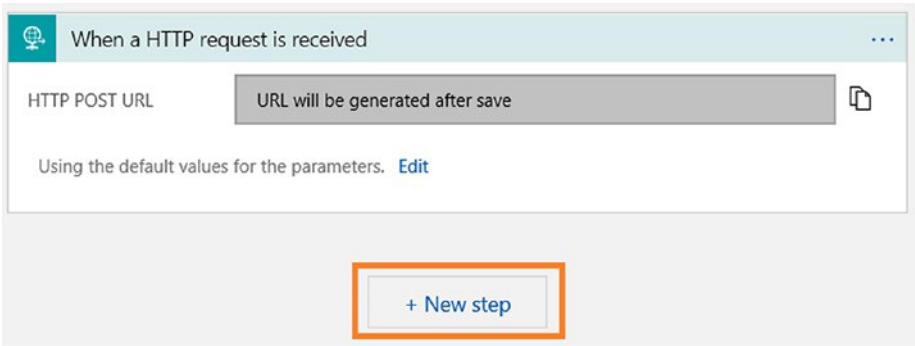 When a HTTP request is received
...
HTTP POST URL
URL will be generated after save
Using the default values for the parameters. Edit
+ New step